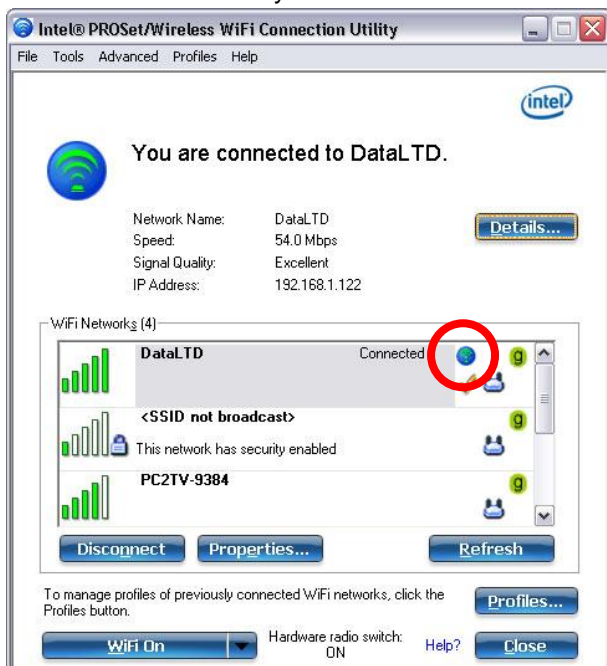 Intel® PROSet/Wireless WiFi Connection Utility
File Tools Advanced Profiles Help
intel
You are connected to DataLTD.
Network Name: DataLTD
Details...
Speed: 54.0 Mbps
Signal Quality: Excellent
IP Address: 192.168.1.122
WiFi Networks (4)
DataLTD Connected
g
<SSID not broadcast>
g
This network has security enabled
PC2TV-9384
g
Disconnect Properties... Refresh
To manage profiles of previously connected WiFi networks, click the
Profiles button.
Profiles...
WiFi On
Hardware radio switch:
ON
Help?
Close